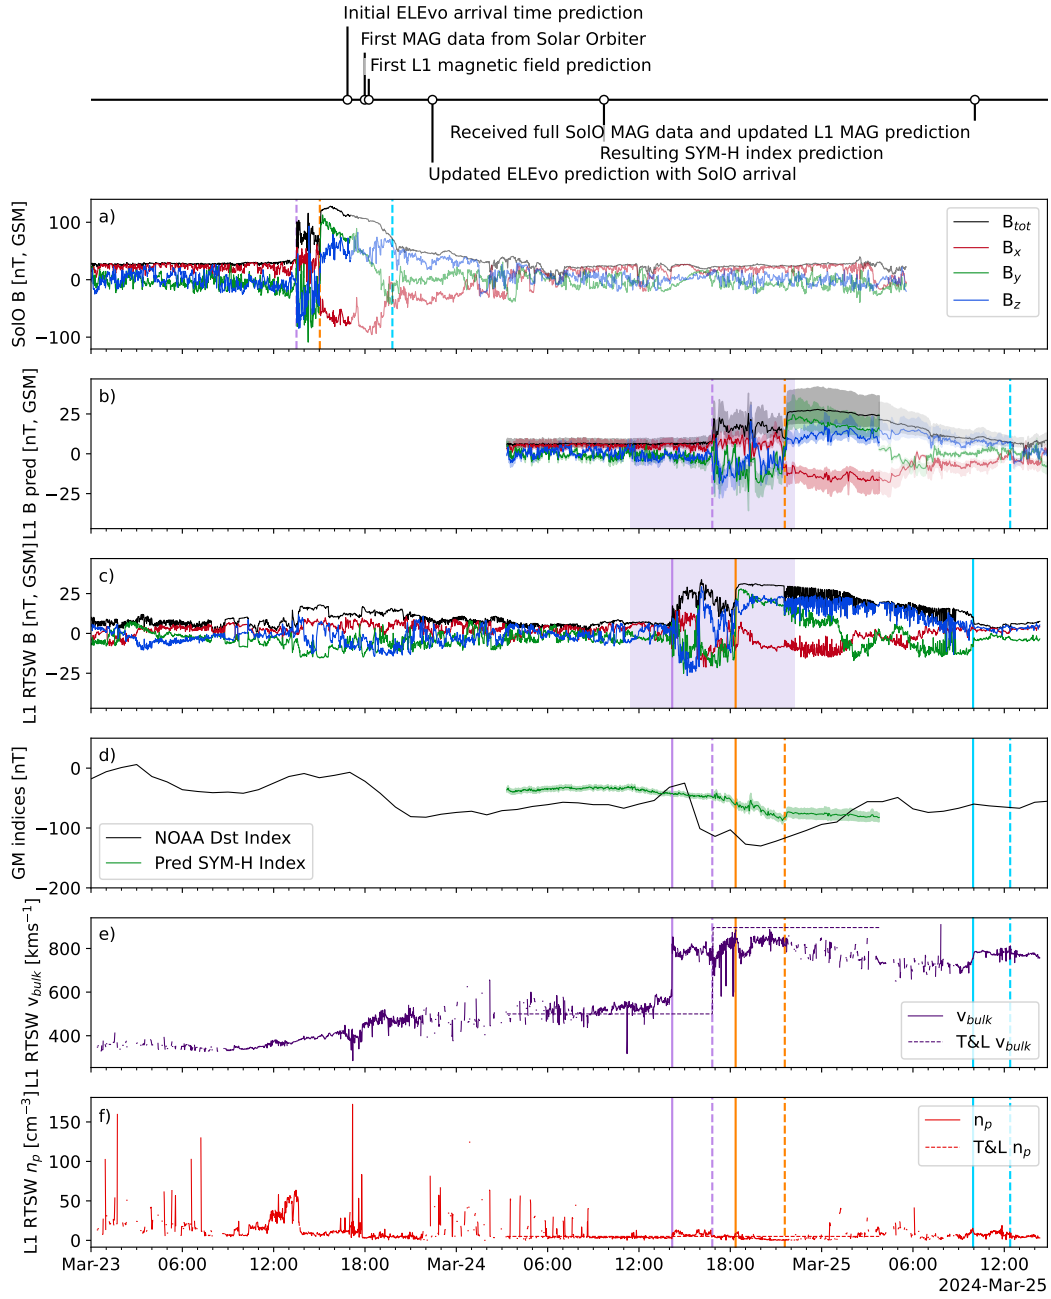 Initial ELEvo arrival time prediction
First MAG data from Solar Orbiter
First L1 magnetic field prediction
Received full SolO MAG data and updated L1 MAG prediction
Resulting SYM-H index prediction
Updated ELEvo prediction with SolO arrival
a)
SolO B [nT, GSM]
100
0
−100
B_tot
B_x
B_y
B_z
b)
L1 B pred [nT, GSM]
25
0
−25
c)
L1 RTSW B [nT, GSM]
25
0
−25
d)
GM indices [nT]
0
−100
−200
NOAA Dst Index
Pred SYM-H Index
e)
L1 RTSW v_bulk [kms⁻¹]
800
600
400
v_bulk
T&L v_bulk
f)
L1 RTSW n_p [cm⁻³]
150
100
50
0
n_p
T&L n_p
Mar-23 06:00 12:00 18:00 Mar-24 06:00 12:00 18:00 Mar-25 06:00 12:00
2024-Mar-25